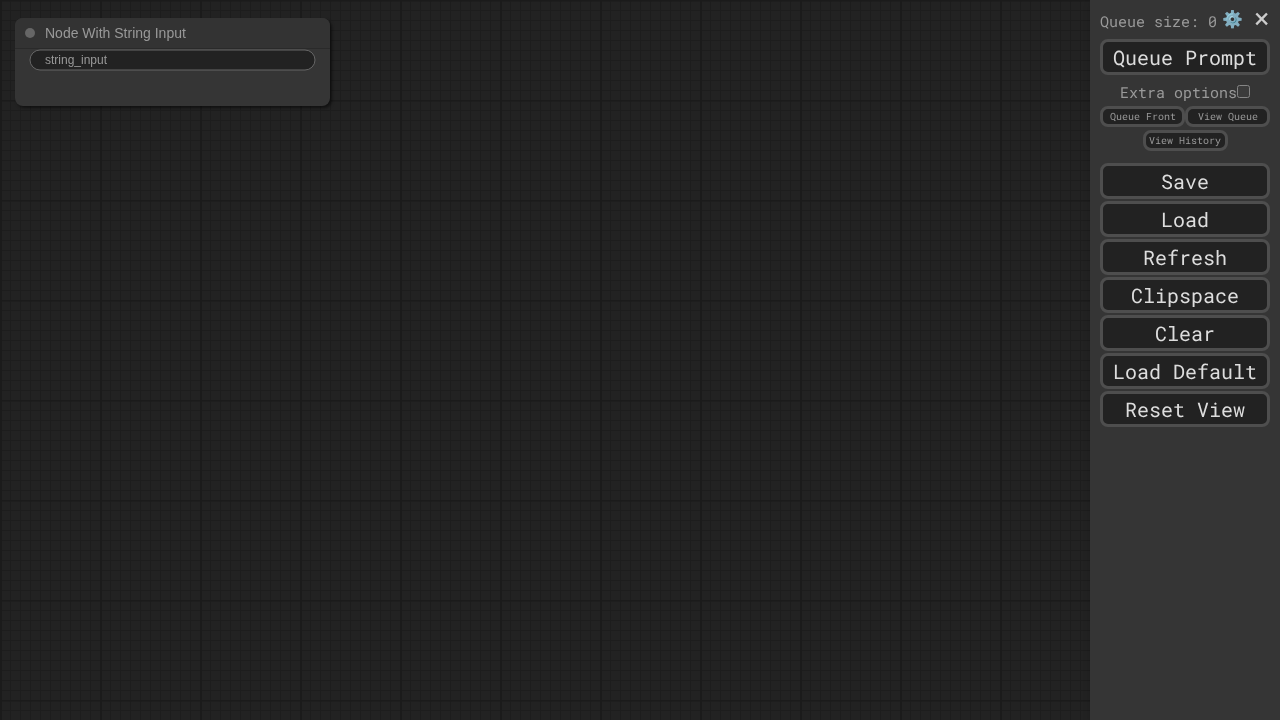 Node With String Input
string_input
Queue size: 0
Queue Prompt
Extra options
Queue Front
View Queue
View History
Save
Load
Refresh
Clipspace
Clear
Load Default
Reset View